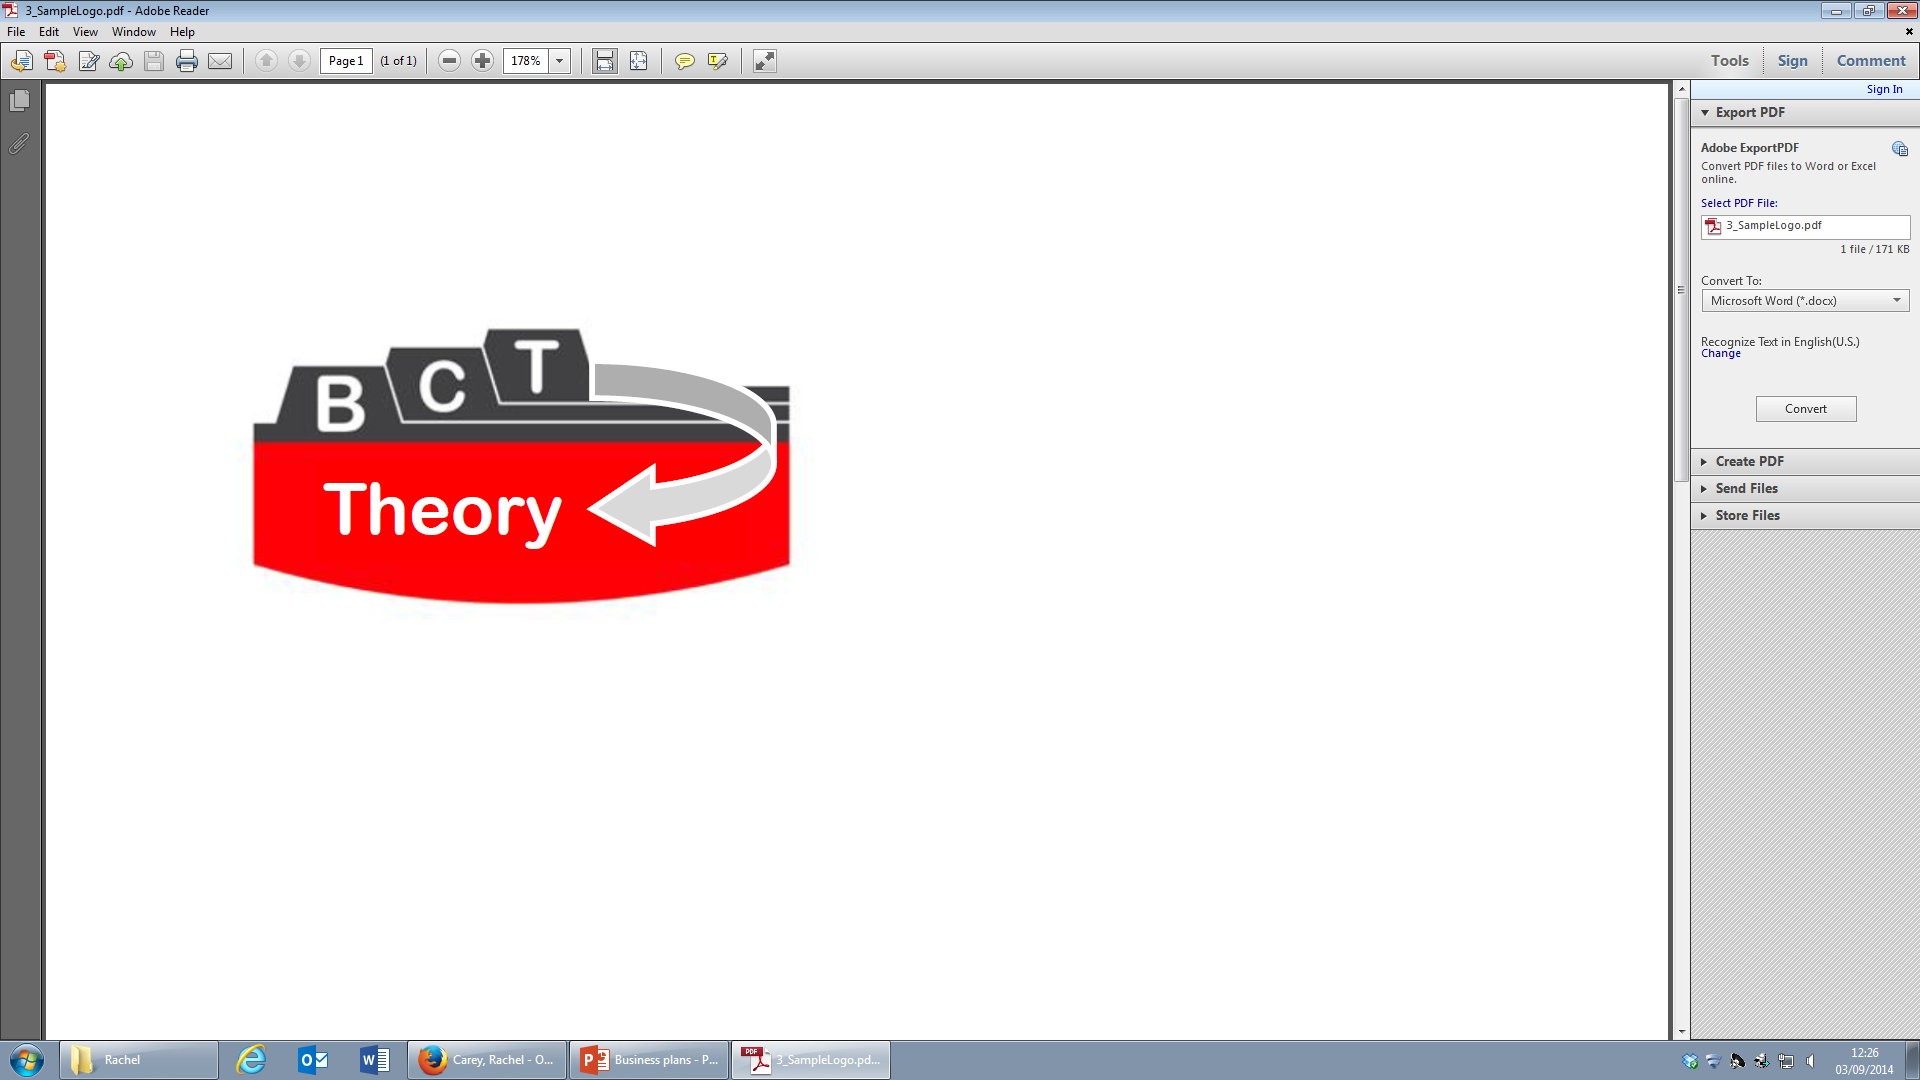 3_SampleLogo.pdf - Adobe Reader
File Edit View Window Help
Page 1 (1 of 1) 178% Tools Sign Comment
Sign In
Export PDF
Adobe ExportPDF
Convert PDF files to Word or Excel
online.
Select PDF File:
3_SampleLogo.pdf
1 file / 171 KB
Convert To:
Microsoft Word (*.docx)
Recognize Text in English(U.S.)
Change
Convert
Create PDF
Send Files
Store Files
B C T
Theory
Rachel
Carey, Rachel - O...
Business plans - P...
3_SampleLogo.pd...
12:26
03/09/2014